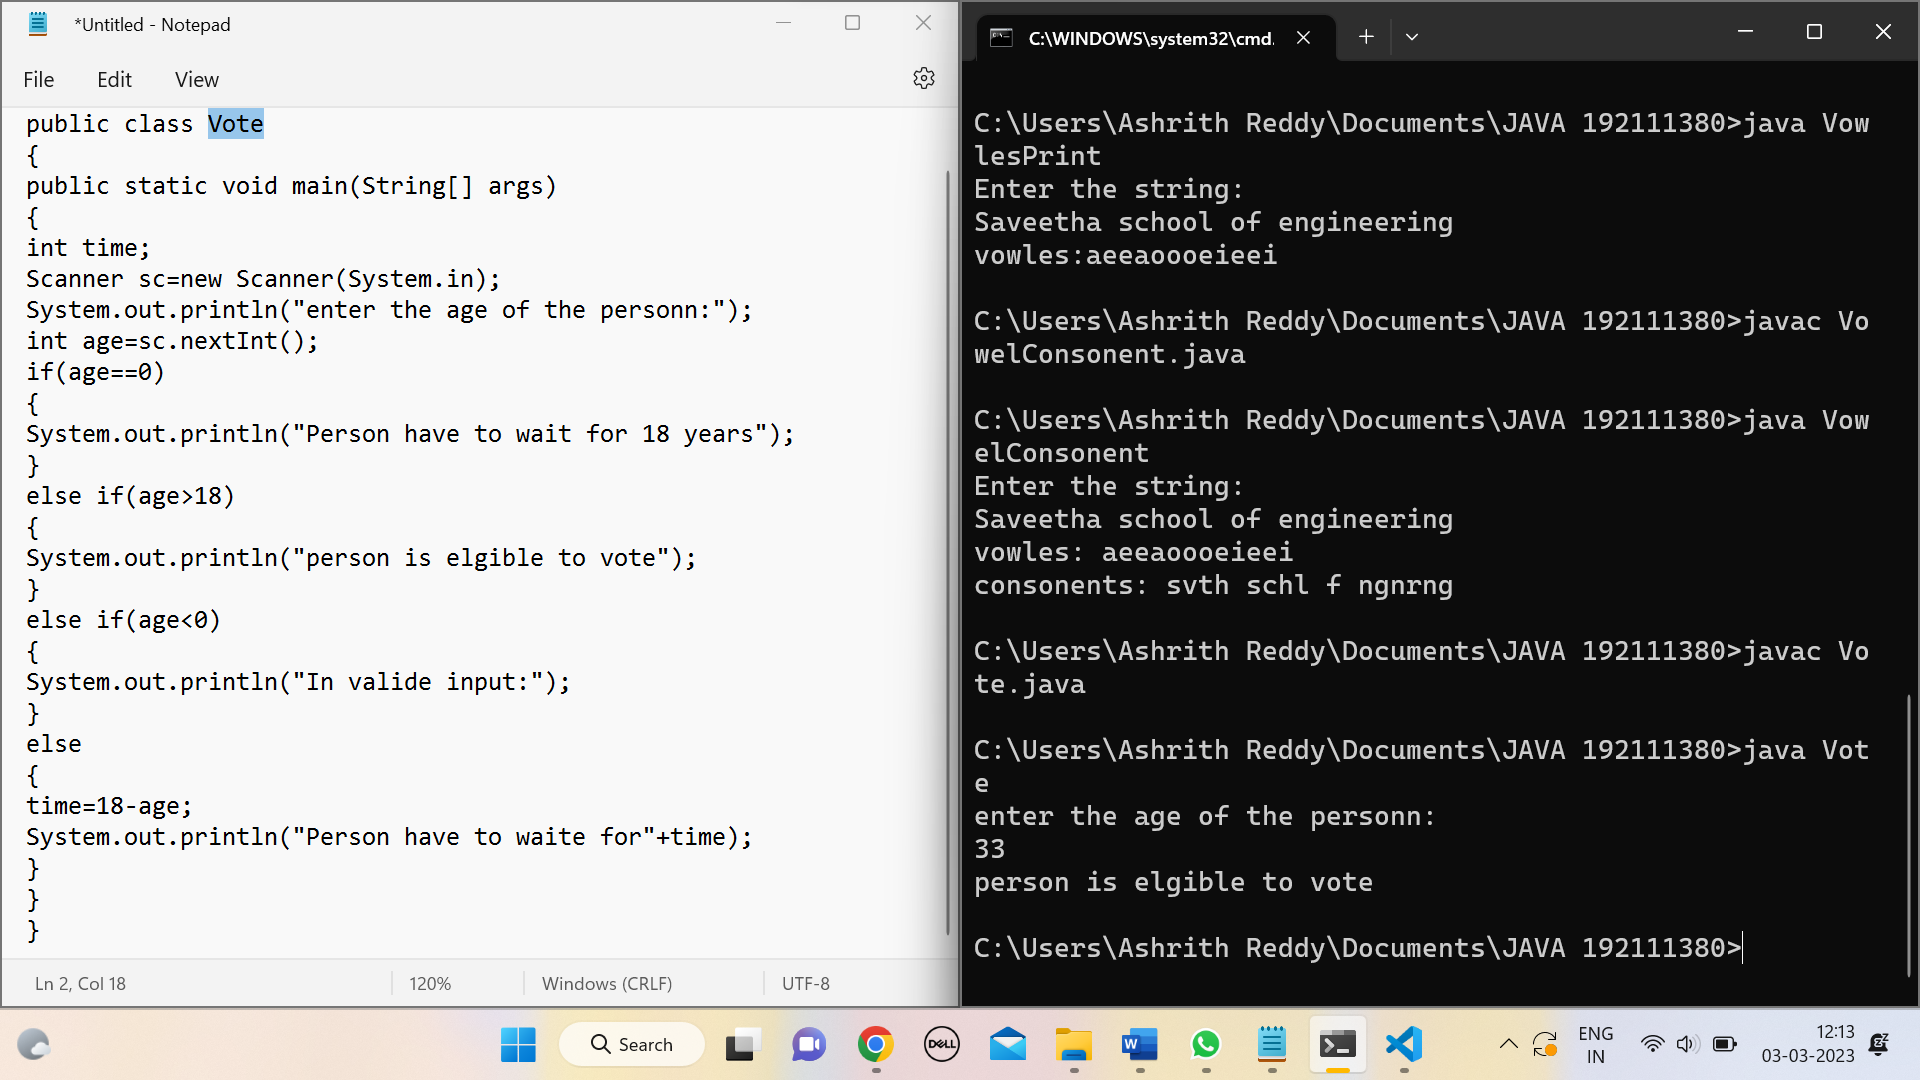 *Untitled - Notepad
File Edit View
public class Vote
{
public static void main(String[] args)
{
int time;
Scanner sc=new Scanner(System.in);
System.out.println("enter the age of the personn:");
int age=sc.nextInt();
if(age==0)
{
System.out.println("Person have to wait for 18 years");
}
else if(age>18)
{
System.out.println("person is elgible to vote");
}
else if(age<0)
{
System.out.println("In valide input:");
}
else
{
time=18-age;
System.out.println("Person have to waite for"+time);
}
}
}
Ln 2, Col 18 120% Windows (CRLF) UTF-8
C:\WINDOWS\system32\cmd.
C:\Users\Ashrith Reddy\Documents\JAVA 192111380>java Vow
lesPrint
Enter the string:
Saveetha school of engineering
vowles:aeeaoooeieei
C:\Users\Ashrith Reddy\Documents\JAVA 192111380>javac Vo
welConsonent.java
C:\Users\Ashrith Reddy\Documents\JAVA 192111380>java Vow
elConsonent
Enter the string:
Saveetha school of engineering
vowles: aeeaoooeieei
consonents: svth schl f ngnrng
C:\Users\Ashrith Reddy\Documents\JAVA 192111380>javac Vo
te.java
C:\Users\Ashrith Reddy\Documents\JAVA 192111380>java Vot
e
enter the age of the personn:
33
person is elgible to vote
C:\Users\Ashrith Reddy\Documents\JAVA 192111380>
Search
DELL
W
ENG
IN
12:13
03-03-2023